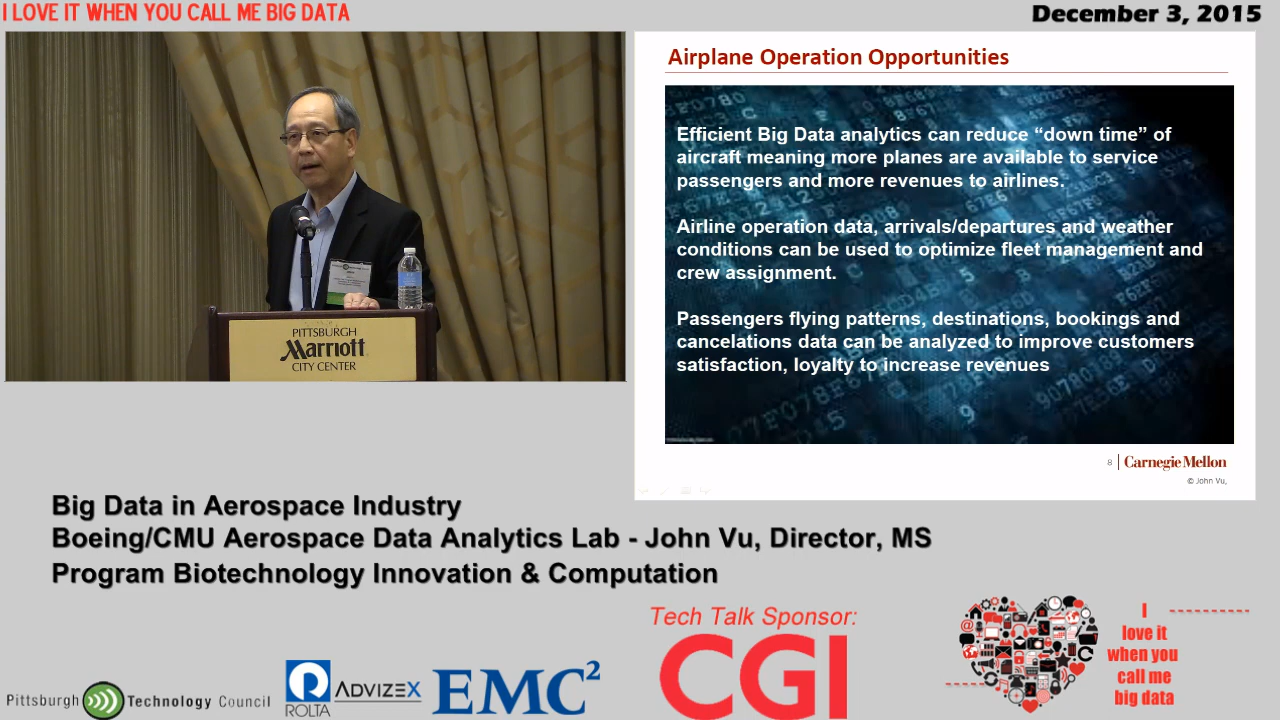 I LOVE IT WHEN YOU CALL ME BIG DATA
December 3, 2015
PITTSBURGH
Marriott
CITY CENTER
Airplane Operation Opportunities
Efficient Big Data analytics can reduce “down time” of
aircraft meaning more planes are available to service
passengers and more revenues to airlines.
Airline operation data, arrivals/departures and weather
conditions can be used to optimize fleet management and
crew assignment.
Passengers flying patterns, destinations, bookings and
cancelations data can be analyzed to improve customers
satisfaction, loyalty to increase revenues
8 | Carnegie Mellon
© John Vu,
Big Data in Aerospace Industry
Boeing/CMU Aerospace Data Analytics Lab - John Vu, Director, MS
Program Biotechnology Innovation & Computation
Tech Talk Sponsor:
CGI
Pittsburgh Technology Council
ROLTA
ADVIZEX
EMC²
I
love it
when you
call me
big data